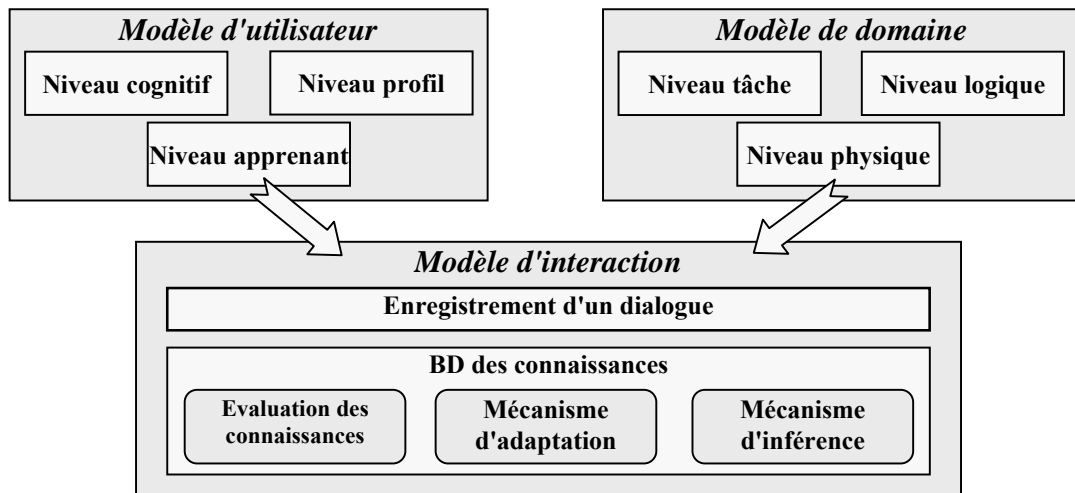 Modèle d'utilisateur
Niveau cognitif
Niveau profil
Niveau apprenant
Modèle de domaine
Niveau tâche
Niveau logique
Niveau physique
Modèle d'interaction
Enregistrement d'un dialogue
BD des connaissances
Evaluation des
connaissances
Mécanisme
d'adaptation
Mécanisme
d'inférence